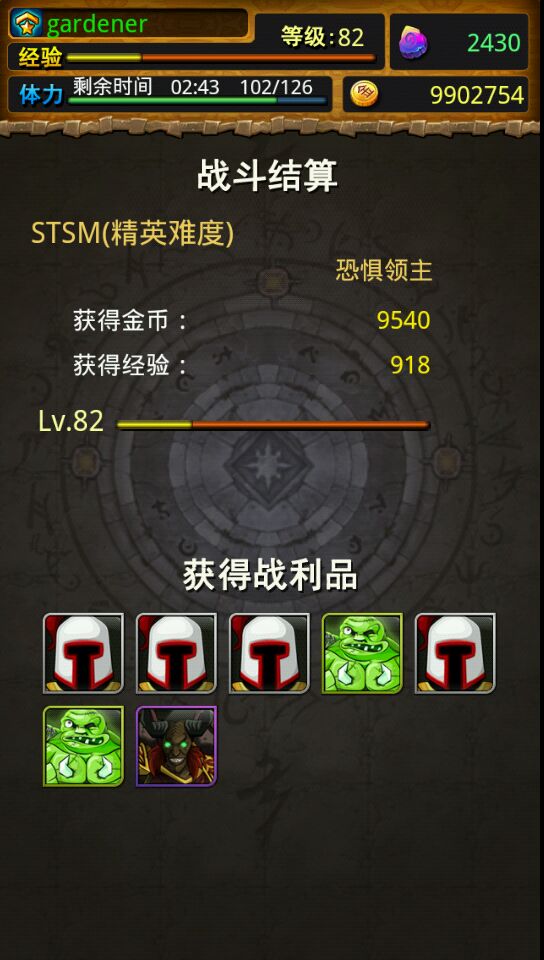 gardener
等级:82
2430
经验
体力
剩余时间 02:43 102/126
9902754
战斗结算
STSM(精英难度)
恐惧领主
获得金币： 9540
获得经验： 918
Lv.82
获得战利品